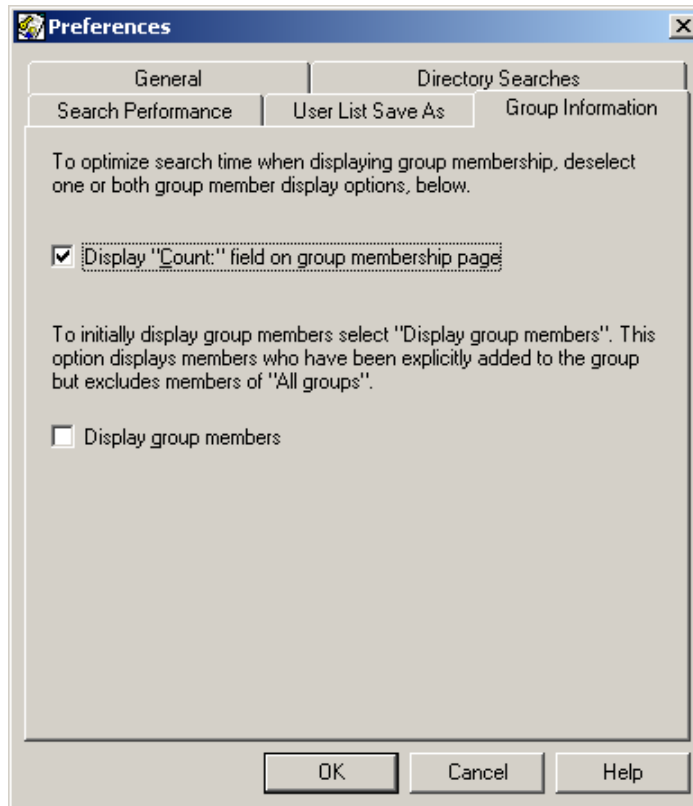 Preferences
General
Directory Searches
Search Performance
User List Save As
Group Information
To optimize search time when displaying group membership, deselect
one or both group member display options, below.
Display "Count:" field on group membership page
To initially display group members select "Display group members". This
option displays members who have been explicitly added to the group
but excludes members of "All groups".
Display group members
OK
Cancel
Help